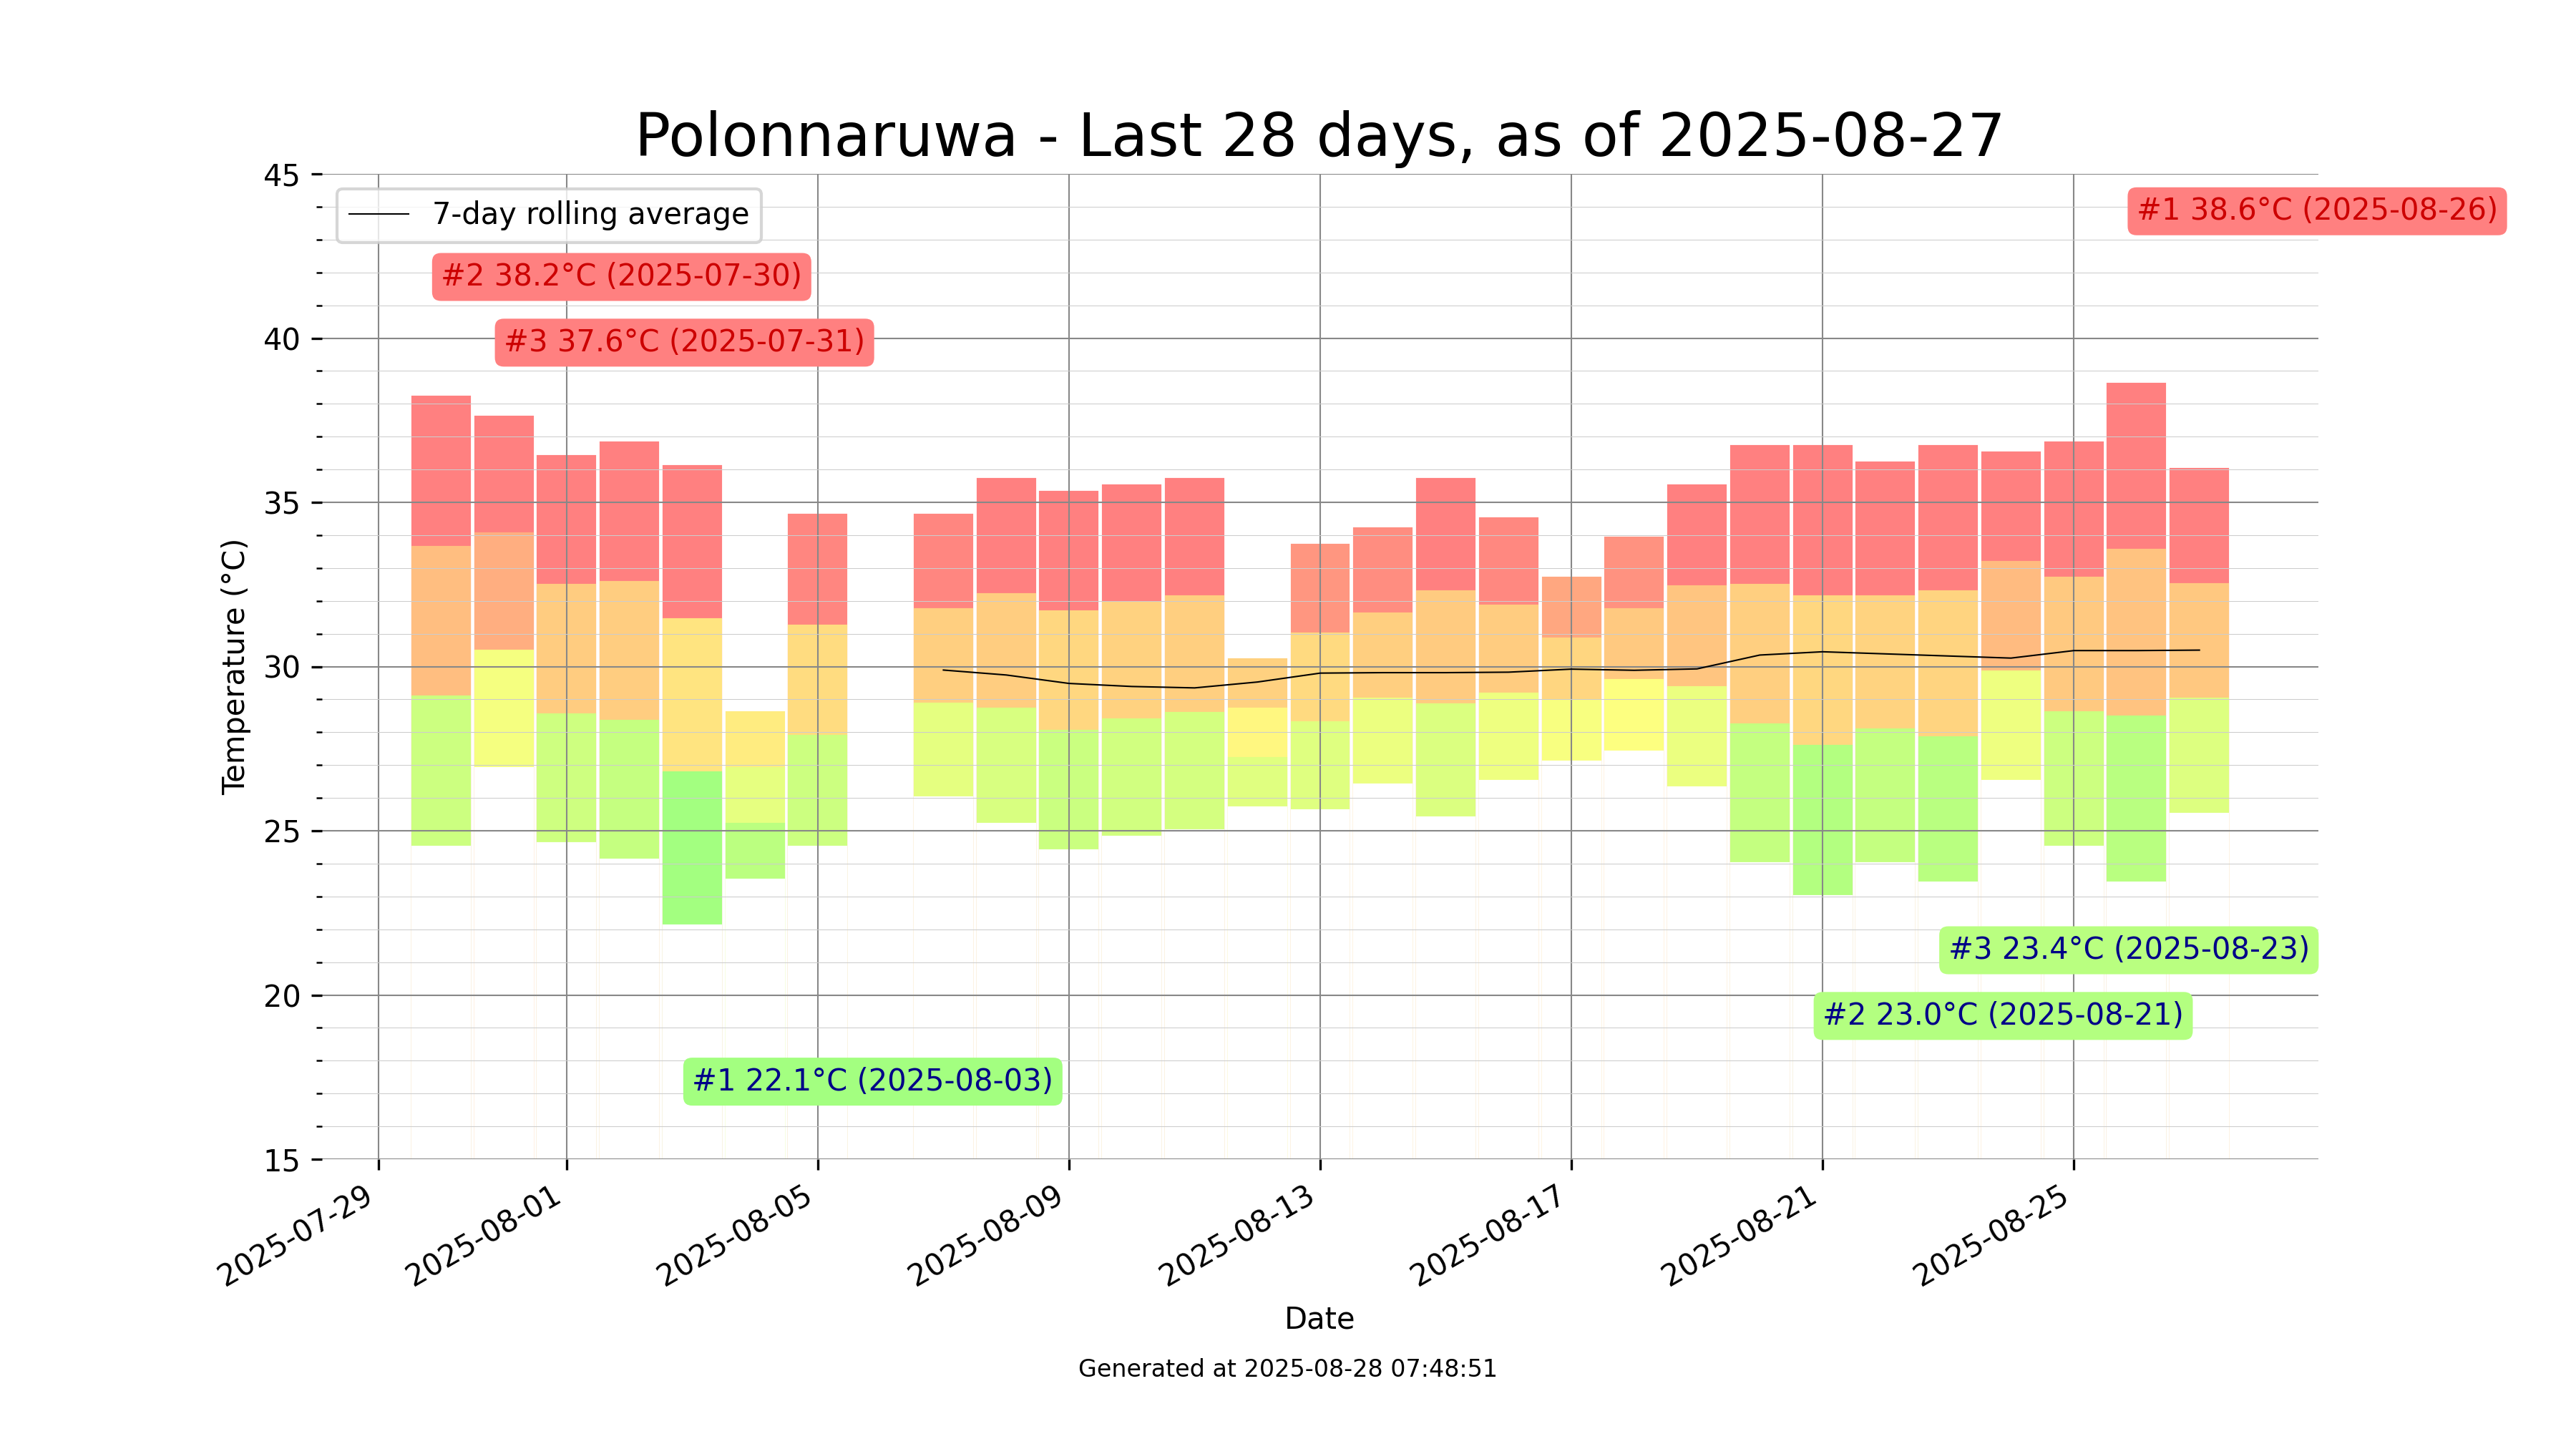 Polonnaruwa - Last 28 days, as of 2025-08-27
7-day rolling average
#1 38.6°C (2025-08-26)
#2 38.2°C (2025-07-30)
#3 37.6°C (2025-07-31)
#3 23.4°C (2025-08-23)
#2 23.0°C (2025-08-21)
#1 22.1°C (2025-08-03)
Temperature (°C)
45
40
35
30
25
20
15
2025-07-29
2025-08-01
2025-08-05
2025-08-09
2025-08-13
2025-08-17
2025-08-21
2025-08-25
Date
Generated at 2025-08-28 07:48:51